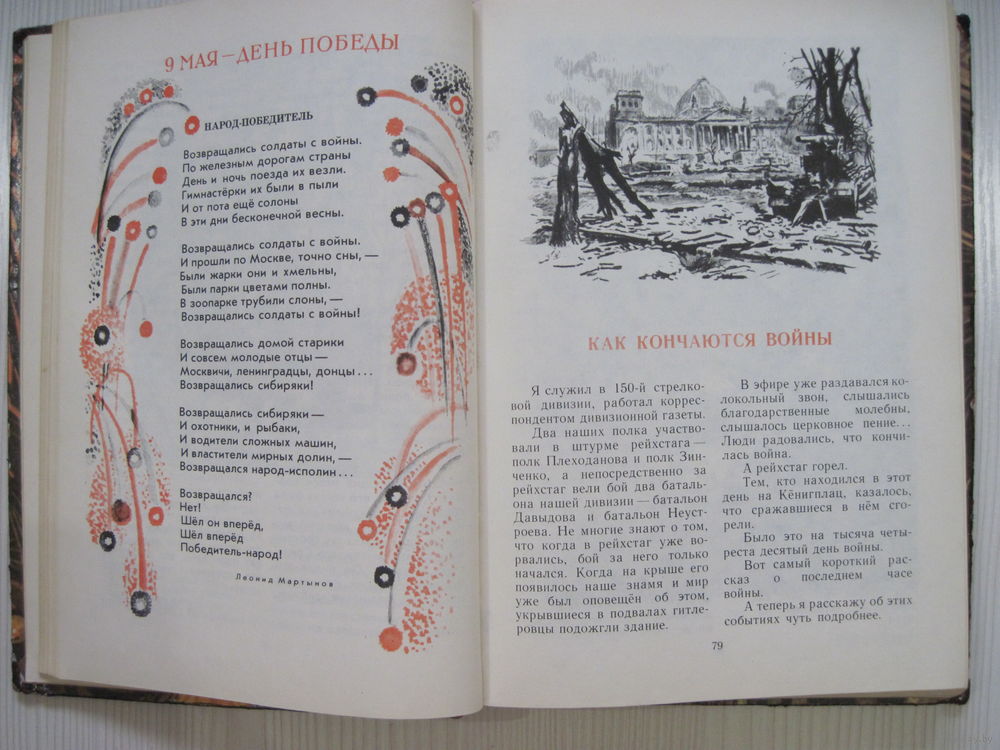 9 МАЯ — ДЕНЬ ПОБЕДЫ
НАРОД-ПОБЕДИТЕЛЬ
Возвращались солдаты с войны.
По железным дорогам страны
День и ночь поезда их везли.
Гимнастёрки их были в пыли
И от пота ещё солоны
В эти дни бесконечной весны.
Возвращались солдаты с войны.
И прошли по Москве, точно сны, —
Были жарки они и хмельны,
Были парки цветами полны.
В зоопарке трубили слоны, —
Возвращались солдаты с войны!
Возвращались домой старики
И совсем молодые отцы —
Москвичи, ленинградцы, донцы...
Возвращались сибиряки!
Возвращались сибиряки —
И охотники, и рыбаки,
И водители сложных машин,
И властители мирных долин, —
Возвращался народ-исполин...
Возвращался?
Нет!
Шёл он вперёд,
Шёл вперёд
Победитель-народ!
Леонид Мартынов
КАК КОНЧАЮТСЯ ВОЙНЫ
Я служил в 150-й стрелко-
вой дивизии, работал коррес-
пондентом дивизионной газеты.
Два наших полка участво-
вали в штурме рейхстага —
полк Плеходанова и полк Зин-
ченко, а непосредственно за
рейхстаг вели бой два баталь-
она нашей дивизии — батальон
Давыдова и батальон Неуст-
роева. Не многие знают о том,
что когда в рейхстаг уже во-
рвались, бой за него только
начался. Когда на крыше его
появилось наше знамя и мир
уже был оповещён об этом,
укрывшиеся в подвалах гитле-
ровцы подожгли здание.
В эфире уже раздавался ко-
локольный звон, слышались
благодарственные молебны,
слышалось церковное пение...
Люди радовались, что кончи-
лась война.
А рейхстаг горел.
Тем, кто находился в этот
день на Кёнигплац, казалось,
что сражавшиеся в нём сго-
рели.
Было это на тысяча четы-
реста десятый день войны.
Вот самый короткий рас-
сказ о последнем часе
войны.
А теперь я расскажу об этих
событиях чуть подробнее.
79